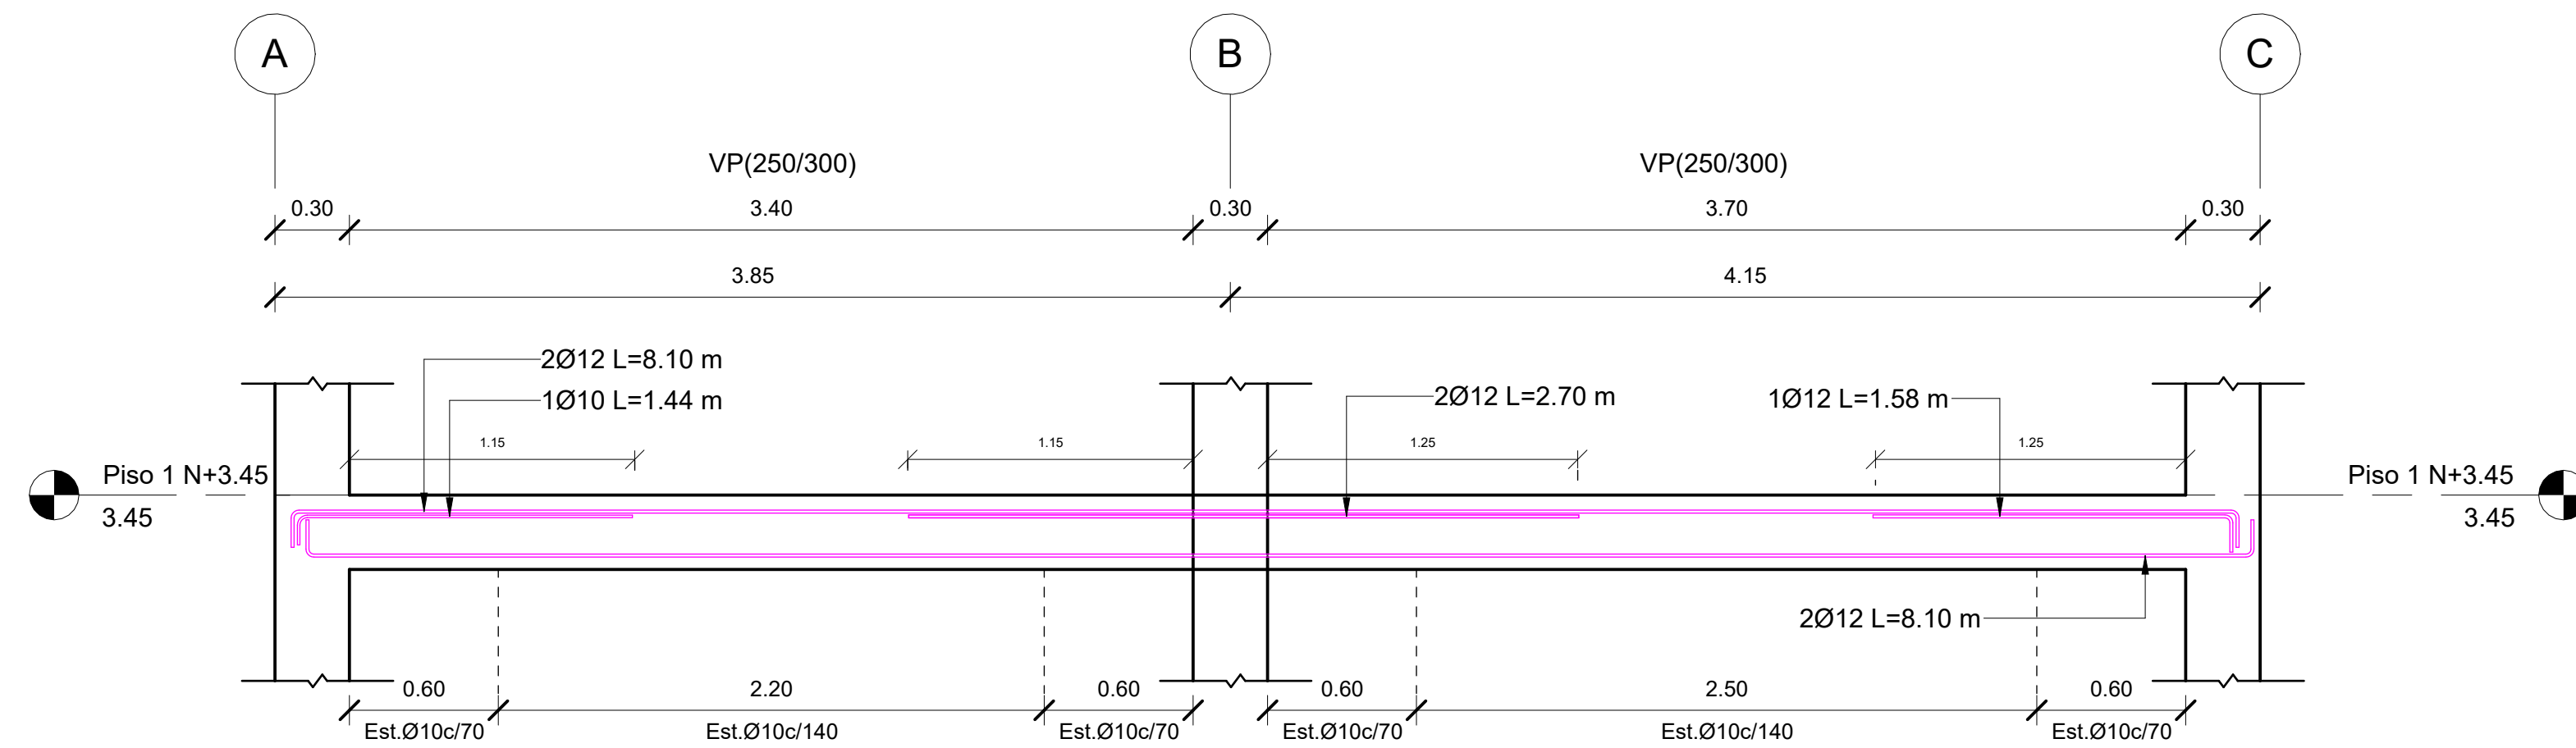 A
B
C
VP(250/300)
VP(250/300)
0.30
3.40
0.30
3.70
0.30
3.85
4.15
2Ø12 L=8.10 m
1Ø10 L=1.44 m
2Ø12 L=2.70 m
1Ø12 L=1.58 m
1.15
1.15
1.25
1.25
Piso 1 N+3.45
3.45
Piso 1 N+3.45
3.45
2Ø12 L=8.10 m
0.60
2.20
0.60
0.60
2.50
0.60
Est.Ø10c/70
Est.Ø10c/140
Est.Ø10c/70
Est.Ø10c/70
Est.Ø10c/140
Est.Ø10c/70